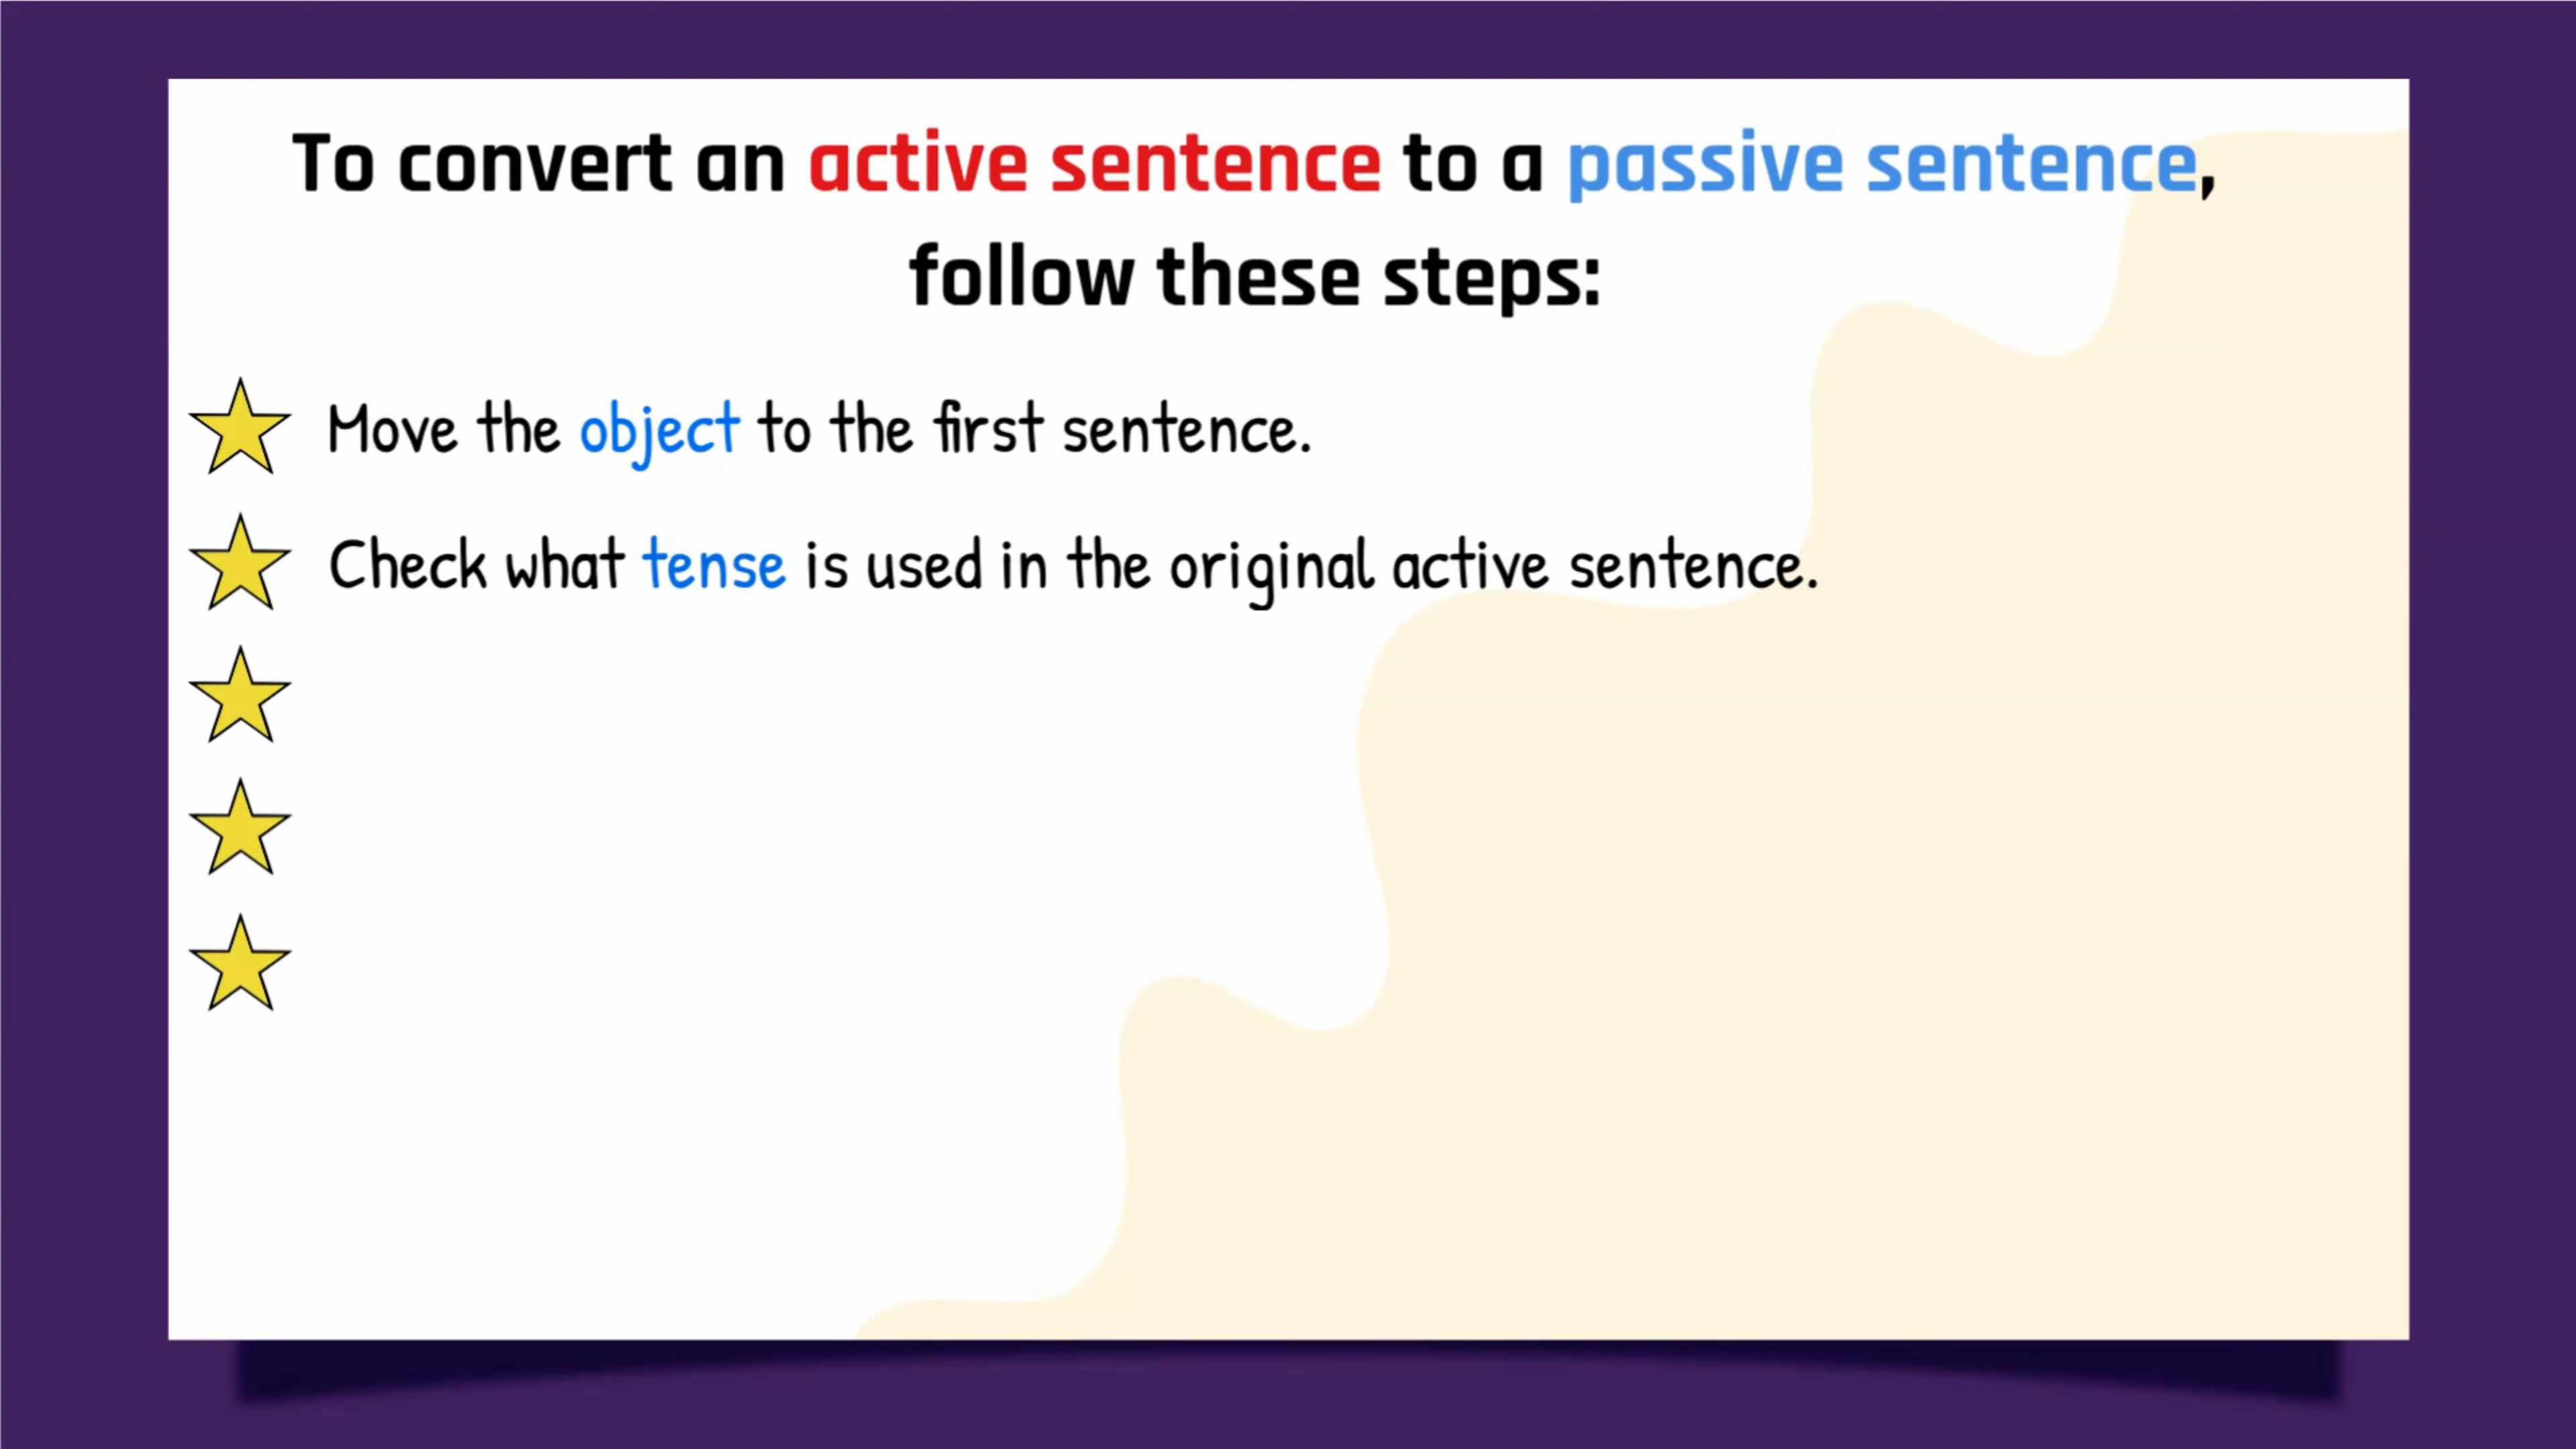 To convert an active sentence to a passive sentence,
follow these steps:
Move the object to the first sentence.
Check what tense is used in the original active sentence.